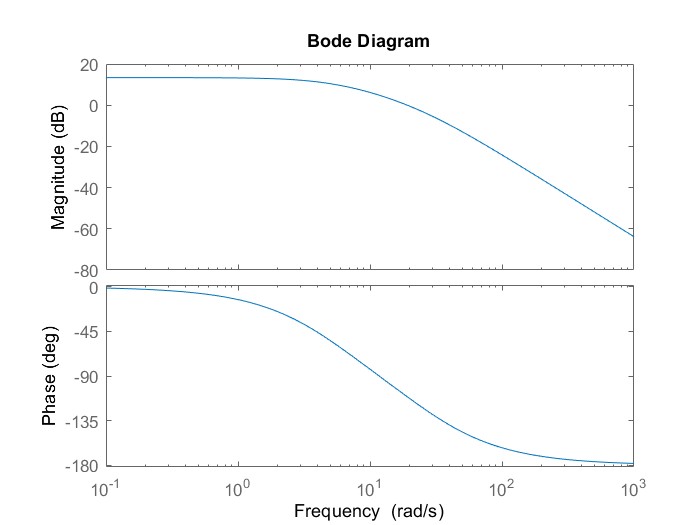 Bode Diagram
20
0
-20
-40
-60
-80
Magnitude (dB)
0
-45
-90
-135
-180
Phase (deg)
10^-1 10^0 10^1 10^2 10^3
Frequency (rad/s)